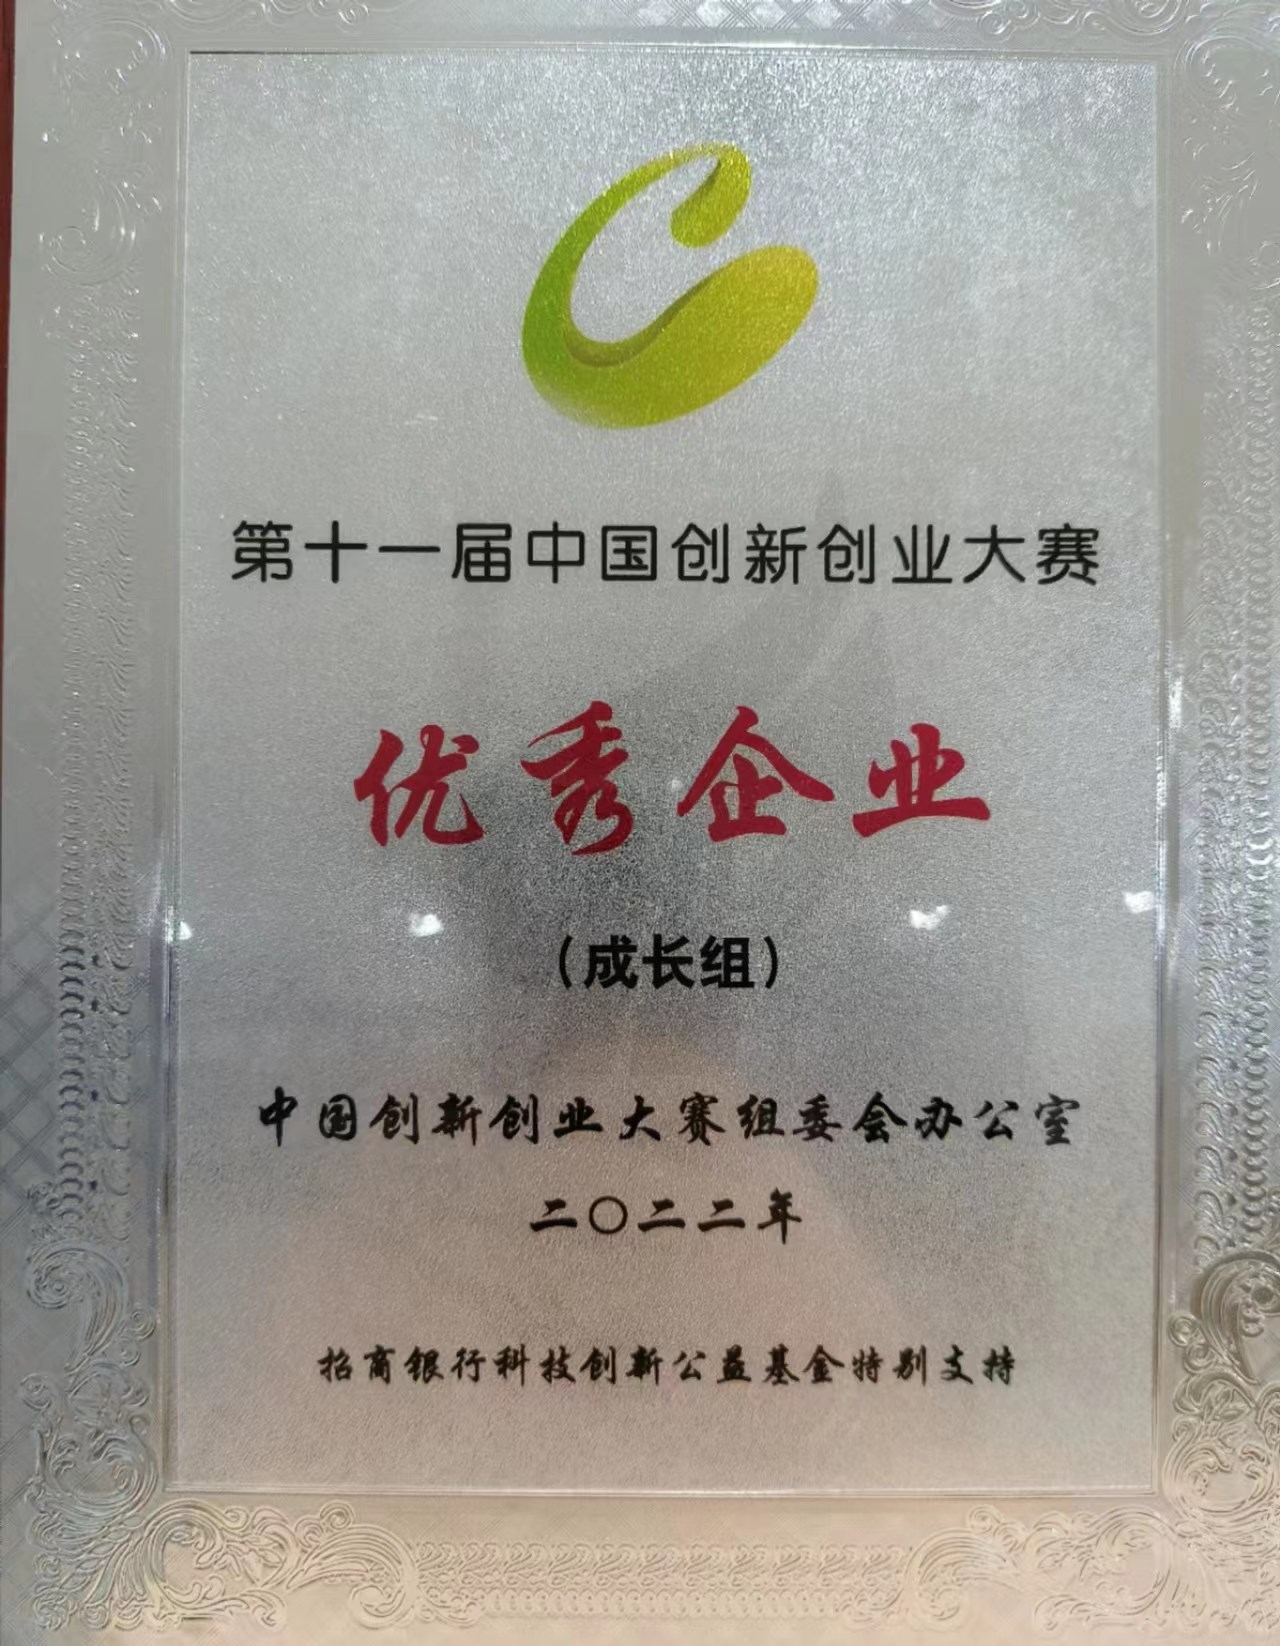 第十一届中国创新创业大赛
优秀企业
（成长组）
中国创新创业大赛组委会办公室
二〇二二年
招商银行科技创新公益基金特别支持